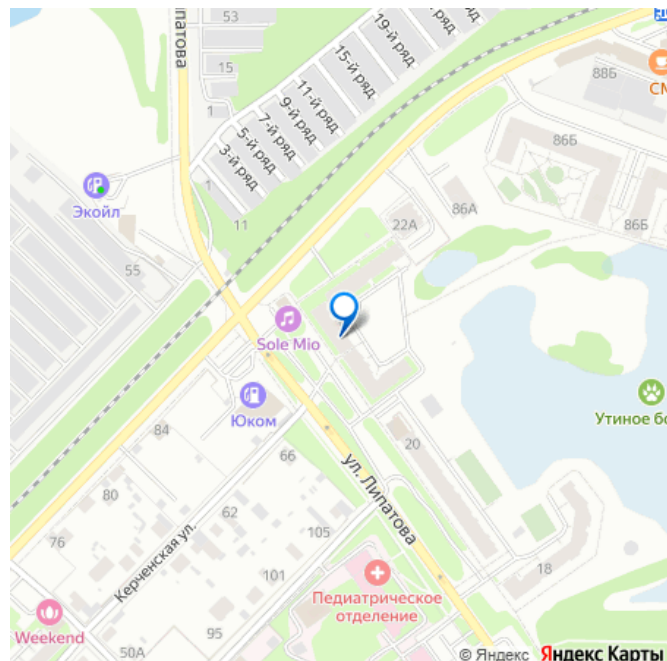 53
Липатова
15
1
19-й ряд
15-й ряд
11-й ряд
9-й ряд
7-й ряд
5-й ряд
3-й ряд
88Б
86Б
1
Экойл
11
22А
86А
86Б
55
Sole Mio
Юком
Утиное бо
84
66
20
ул. Липатова
80
62
76
105
Керченская ул.
101
18
Педиатрическое
отделение
Weekend
95
50А
© Яндекс Яндекс Карты